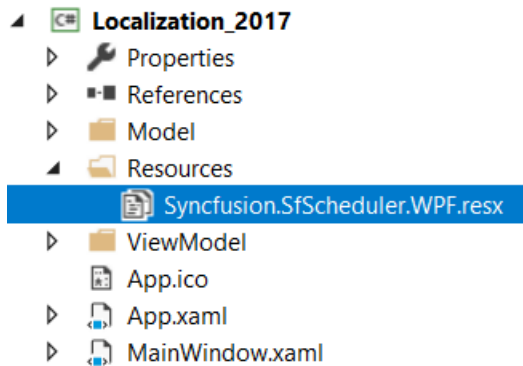 C# Localization_2017
Properties
References
Model
Resources
Syncfusion.SfScheduler.WPF.resx
ViewModel
App.ico
App.xaml
MainWindow.xaml